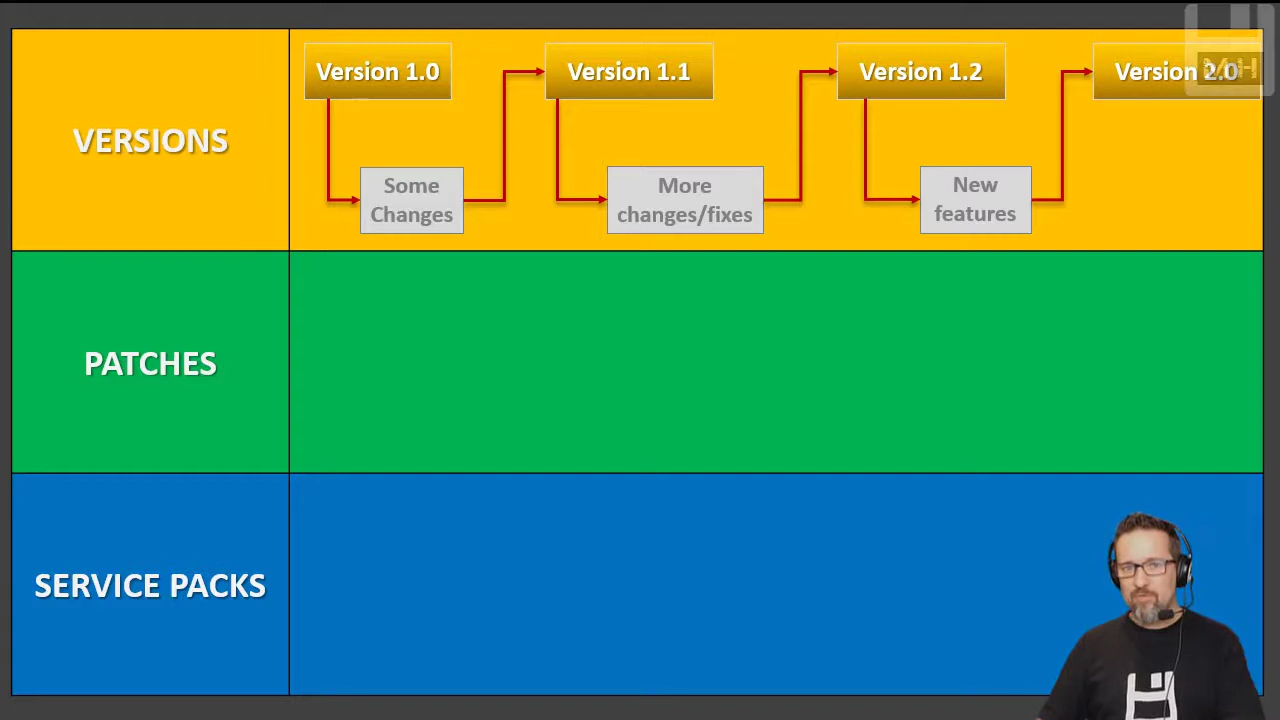 VERSIONS
Version 1.0
Version 1.1
Version 1.2
Version 2.0
Some
Changes
More
changes/fixes
New
features
PATCHES
SERVICE PACKS